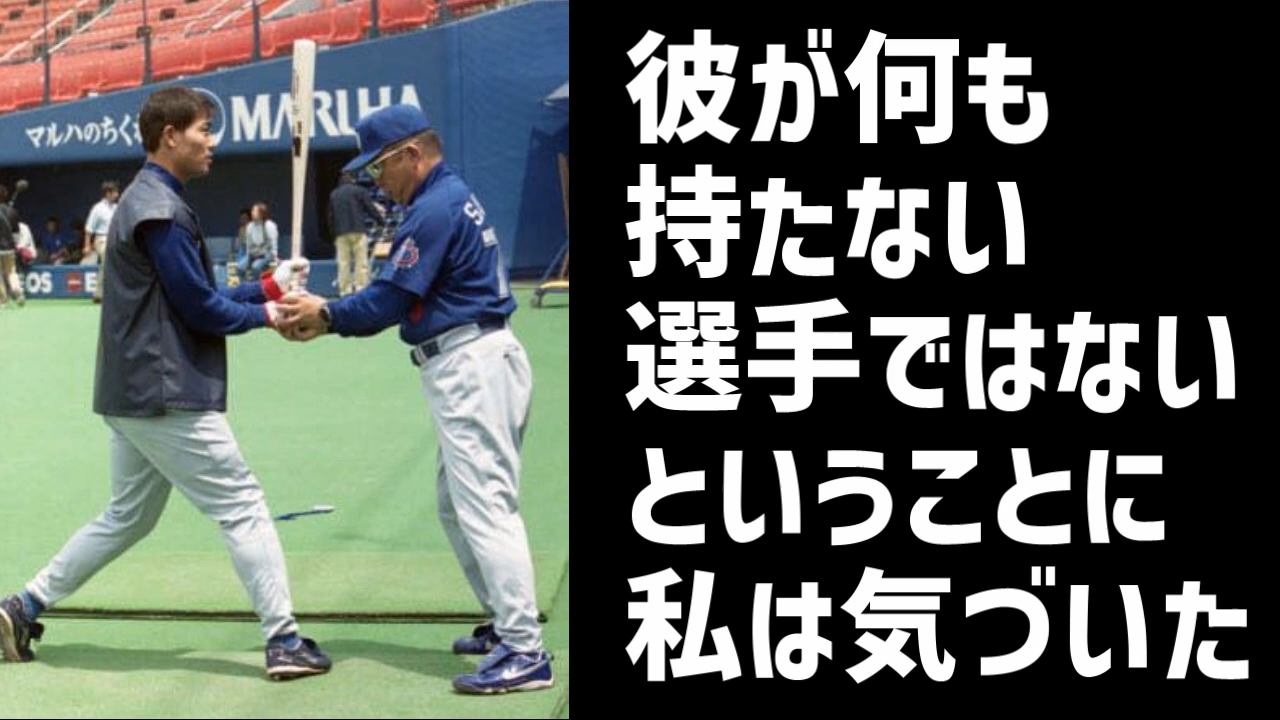 マルハのちくわ
MARUHA
彼が何も
持たない
選手ではない
ということに
私は気づいた